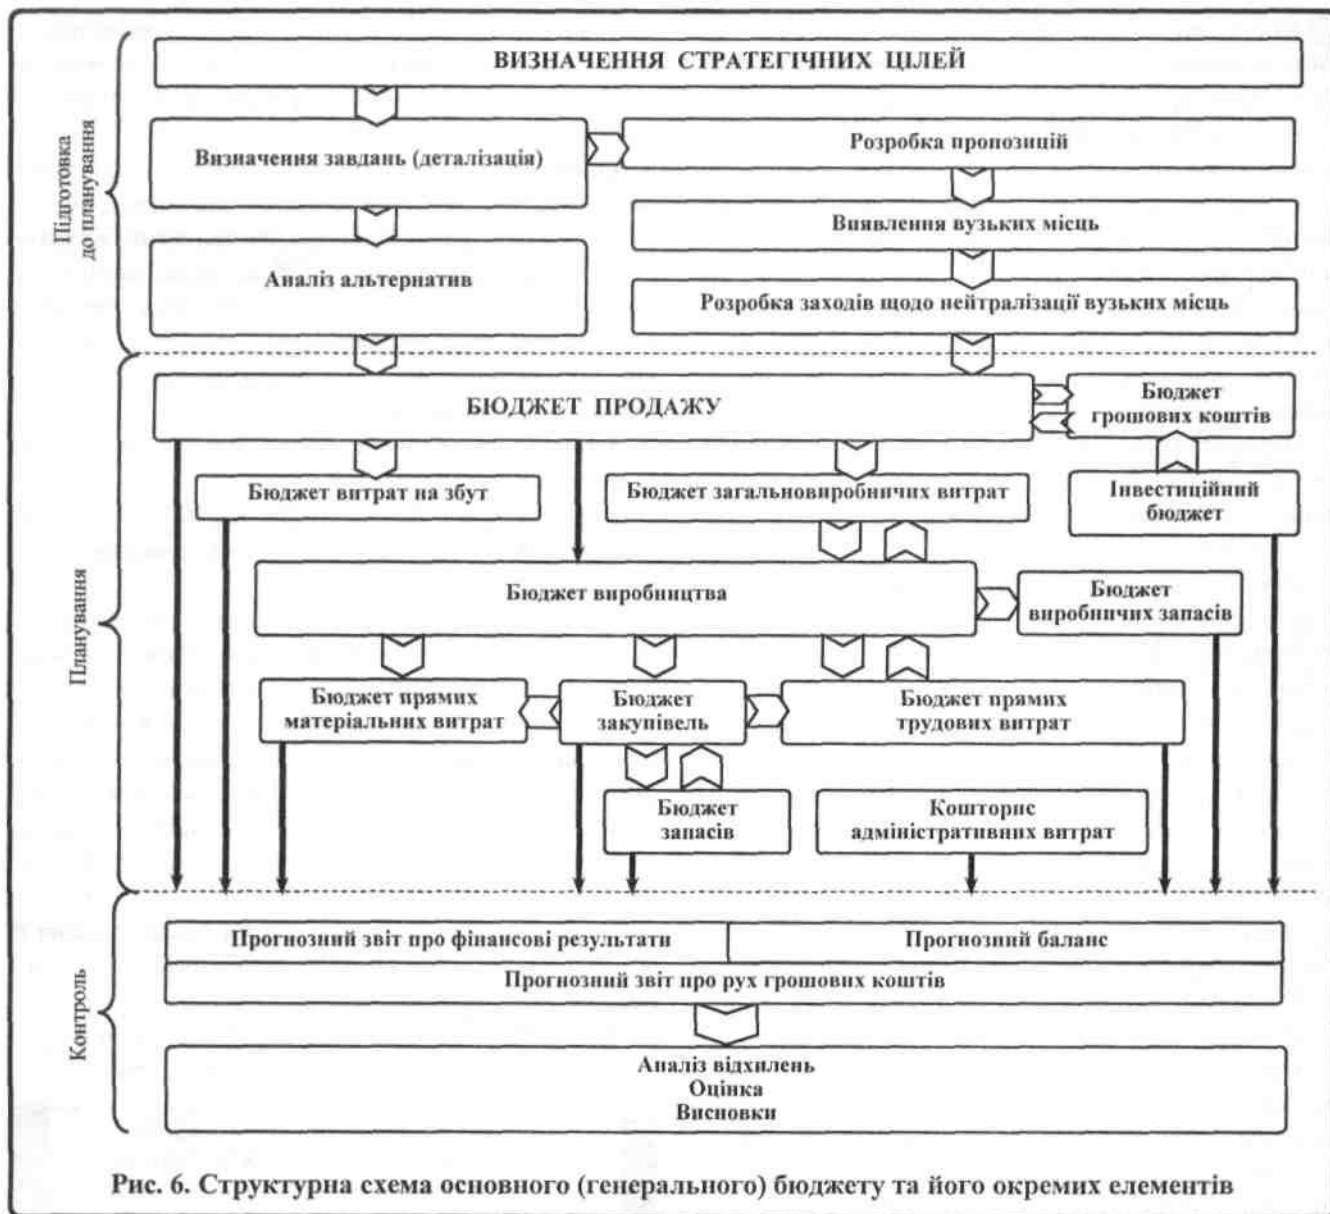 ВИЗНАЧЕННЯ СТРАТЕГІЧНИХ ЦІЛЕЙ
Підготовка
до планування
Визначення завдань (деталізація)
Розробка пропозицій
Виявлення вузьких місць
Аналіз альтернатив
Розробка заходів щодо нейтралізації вузьких місць
Планування
БЮДЖЕТ ПРОДАЖУ
Бюджет
грошових коштів
Бюджет витрат на збут
Бюджет загальновиробничих витрат
Інвестиційний
бюджет
Бюджет виробництва
Бюджет
виробничих запасів
Бюджет прямих
матеріальних витрат
Бюджет
закупівель
Бюджет прямих
трудових витрат
Бюджет
запасів
Кошторис
адміністративних витрат
Контроль
Прогнозний звіт про фінансові результати
Прогнозний баланс
Прогнозний звіт про рух грошових коштів
Аналіз відхилень
Оцінка
Висновки
Рис. 6. Структурна схема основного (генерального) бюджету та його окремих елементів